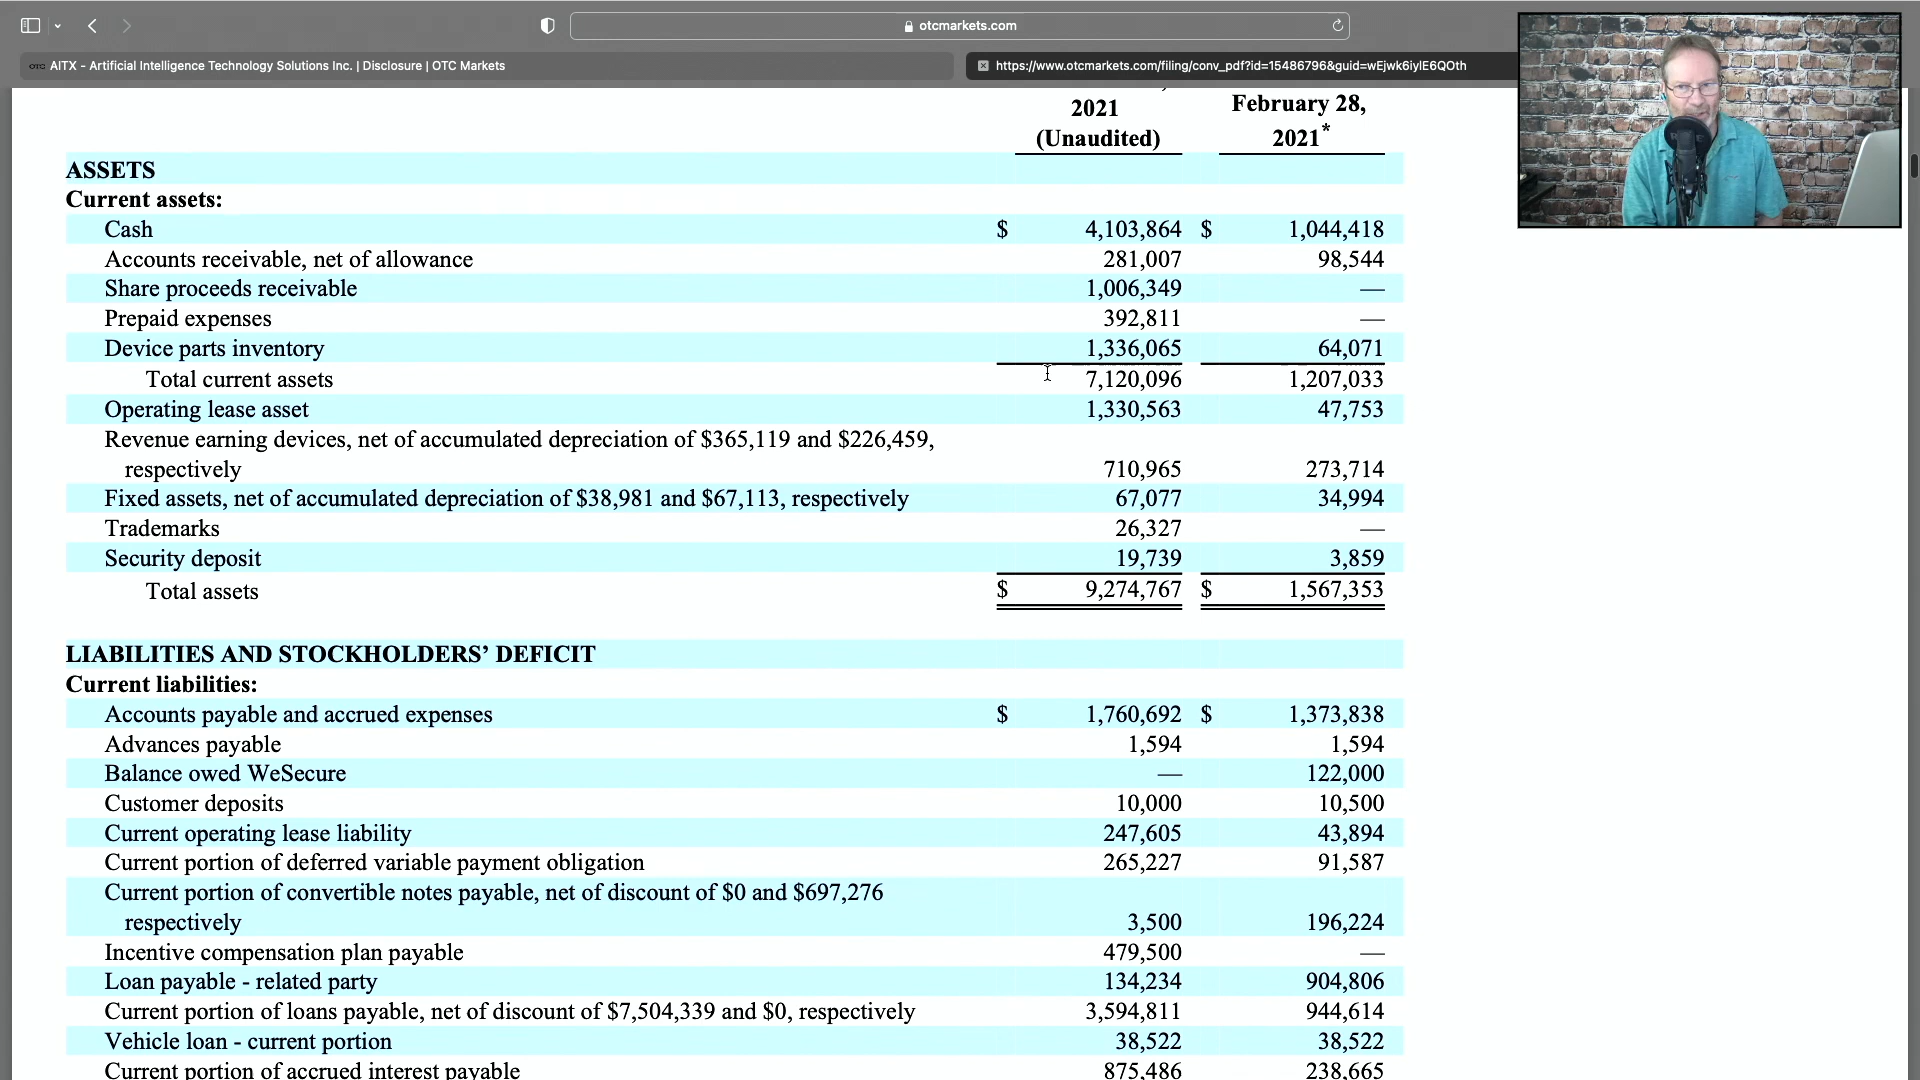 otcmarkets.com
OTC AITX - Artificial Intelligence Technology Solutions Inc. | Disclosure | OTC Markets
https://www.otcmarkets.com/filing/conv_pdf?id=15486796&guid=wEjwk6iylE6QOth
2021 February 28,
(Unaudited) 2021*
ASSETS
Current assets:
Cash $ 4,103,864 $ 1,044,418
Accounts receivable, net of allowance 281,007 98,544
Share proceeds receivable 1,006,349 —
Prepaid expenses 392,811 —
Device parts inventory 1,336,065 64,071
Total current assets 7,120,096 1,207,033
Operating lease asset 1,330,563 47,753
Revenue earning devices, net of accumulated depreciation of $365,119 and $226,459,
respectively 710,965 273,714
Fixed assets, net of accumulated depreciation of $38,981 and $67,113, respectively 67,077 34,994
Trademarks 26,327 —
Security deposit 19,739 3,859
Total assets $ 9,274,767 $ 1,567,353
LIABILITIES AND STOCKHOLDERS’ DEFICIT
Current liabilities:
Accounts payable and accrued expenses $ 1,760,692 $ 1,373,838
Advances payable 1,594 1,594
Balance owed WeSecure — 122,000
Customer deposits 10,000 10,500
Current operating lease liability 247,605 43,894
Current portion of deferred variable payment obligation 265,227 91,587
Current portion of convertible notes payable, net of discount of $0 and $697,276
respectively 3,500 196,224
Incentive compensation plan payable 479,500 —
Loan payable - related party 134,234 904,806
Current portion of loans payable, net of discount of $7,504,339 and $0, respectively 3,594,811 944,614
Vehicle loan - current portion 38,522 38,522
Current portion of accrued interest payable 875,486 238,665